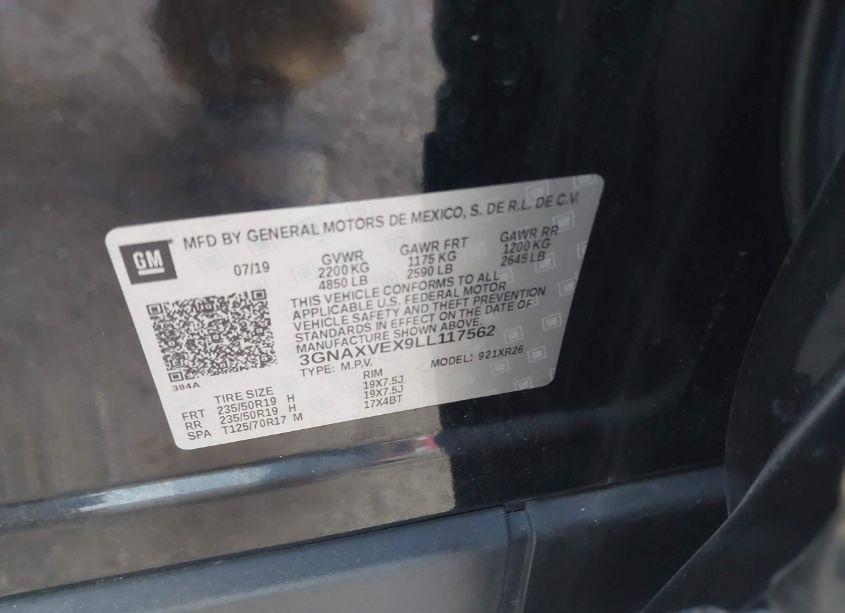 GM
MFD BY GENERAL MOTORS DE MEXICO, S. DE R.L. DE C.V.
07/19 GVWR GAWR FRT GAWR RR
2200 KG 1175 KG 1200 KG
4850 LB 2590 LB 2645 LB
THIS VEHICLE CONFORMS TO ALL
APPLICABLE U.S. FEDERAL MOTOR
VEHICLE SAFETY AND THEFT PREVENTION
STANDARDS IN EFFECT ON THE DATE OF
MANUFACTURE SHOWN ABOVE.
3GNAXVEX9LL117562
TYPE: M.P.V. MODEL: 921XR26
384A
TIRE SIZE RIM
FRT 235/50R19 H 19X7.5J
RR 235/50R19 H 19X7.5J
SPA T125/70R17 M 17X4BT